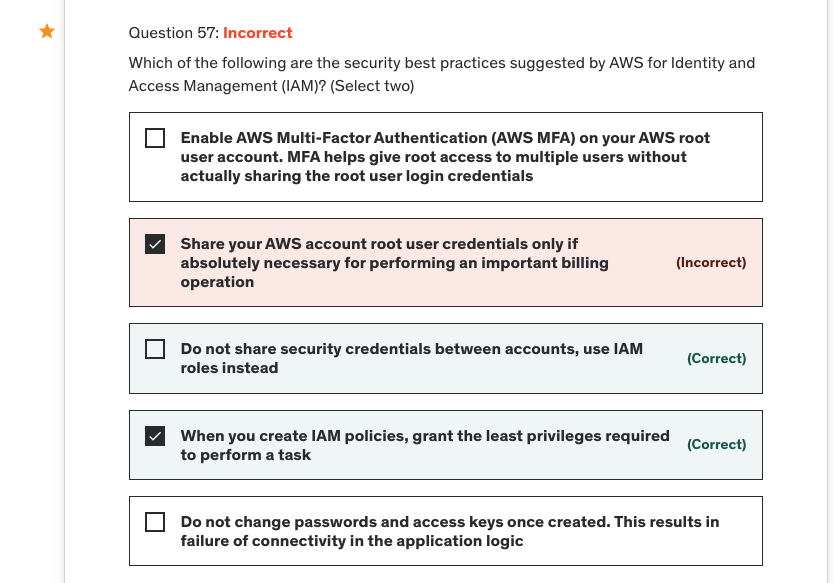 Question 57: Incorrect
Which of the following are the security best practices suggested by AWS for Identity and
Access Management (IAM)? (Select two)
Enable AWS Multi-Factor Authentication (AWS MFA) on your AWS root
user account. MFA helps give root access to multiple users without
actually sharing the root user login credentials
Share your AWS account root user credentials only if
absolutely necessary for performing an important billing
operation
(Incorrect)
Do not share security credentials between accounts, use IAM
roles instead
(Correct)
When you create IAM policies, grant the least privileges required
to perform a task
(Correct)
Do not change passwords and access keys once created. This results in
failure of connectivity in the application logic